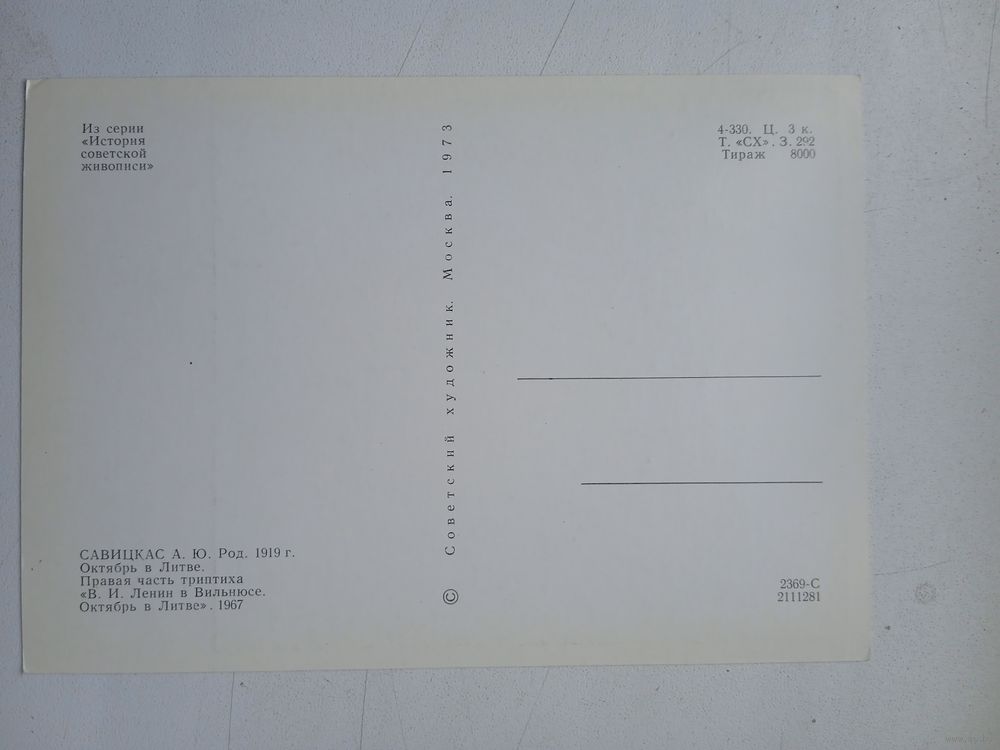 Из серии
«История
советской
живописи»
4-330. Ц. 3 к.
Т. «СХ». З. 292
Тираж 8000
© Советский художник. Москва. 1973
САВИЦКАС А. Ю. Род. 1919 г.
Октябрь в Литве.
Правая часть триптиха
«В. И. Ленин в Вильнюсе.
Октябрь в Литве». 1967
2369-С
2111281